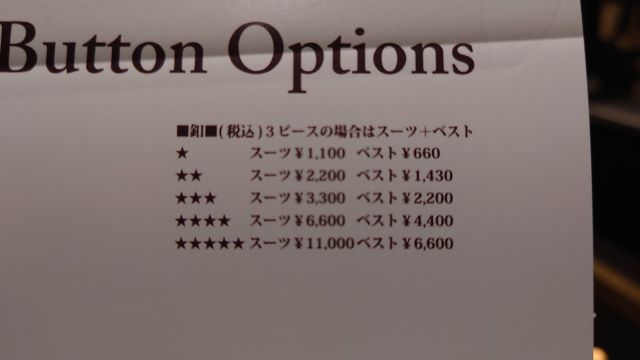 Button Options
■釦■(税込)3ピースの場合はスーツ＋ベスト
★ スーツ¥1,100 ベスト¥660
★★ スーツ¥2,200 ベスト¥1,430
★★★ スーツ¥3,300 ベスト¥2,200
★★★★ スーツ¥6,600 ベスト¥4,400
★★★★★ スーツ¥11,000 ベスト¥6,600